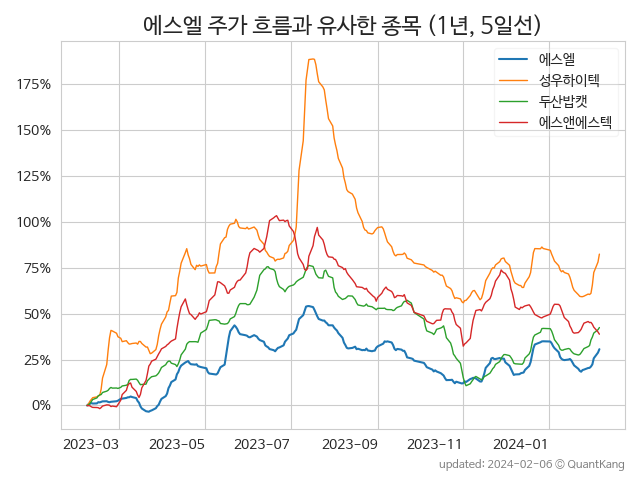 에스엘 주가 흐름과 유사한 종목 (1년, 5일선)
에스엘
성우하이텍
두산밥캣
에스앤에스텍
175%
150%
125%
100%
75%
50%
25%
0%
2023-03 2023-05 2023-07 2023-09 2023-11 2024-01
updated: 2024-02-06 © QuantKang